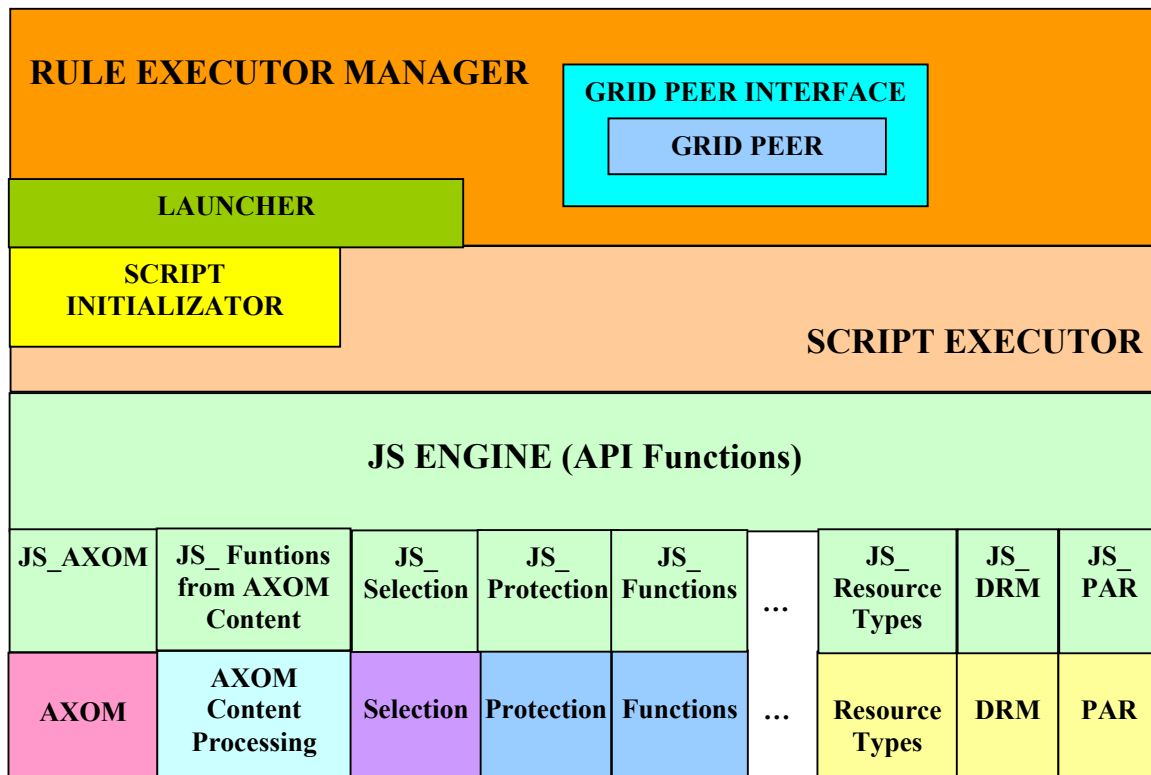 RULE EXECUTOR MANAGER
GRID PEER INTERFACE
GRID PEER
LAUNCHER
SCRIPT
INITIALIZATOR
SCRIPT EXECUTOR
JS ENGINE (API Functions)
JS_AXOM
JS_ Funtions
from AXOM
Content
JS_
Selection
JS_
Protection
JS_
Functions
...
JS_
Resource
Types
JS_
DRM
JS_
PAR
AXOM
AXOM
Content
Processing
Selection
Protection
Functions
...
Resource
Types
DRM
PAR